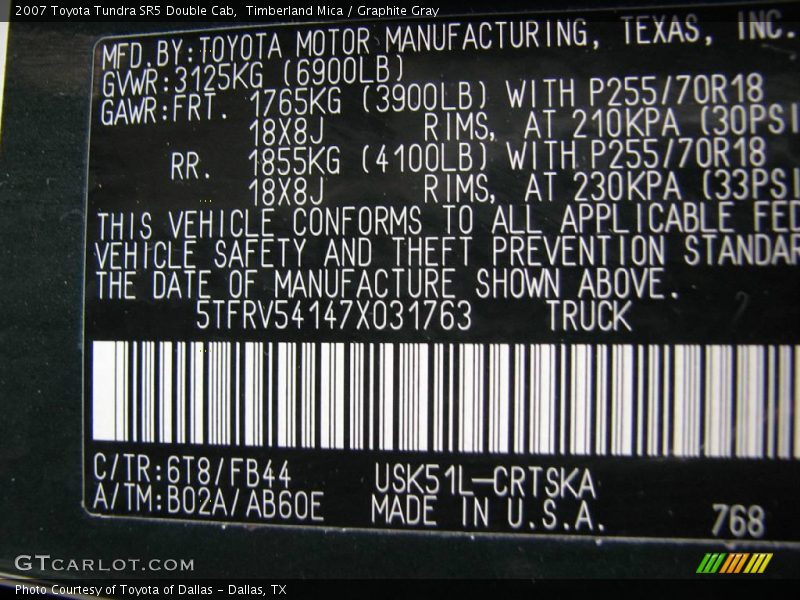 2007 Toyota Tundra SR5 Double Cab, Timberland Mica / Graphite Gray
MFD.BY:TOYOTA MOTOR MANUFACTURING, TEXAS, INC.
GVWR:3125KG (6900LB)
GAWR:FRT. 1765KG (3900LB) WITH P255/70R18
18X8J RIMS, AT 210KPA (30PSI
RR. 1855KG (4100LB) WITH P255/70R18
18X8J RIMS, AT 230KPA (33PSI
THIS VEHICLE CONFORMS TO ALL APPLICABLE FED
VEHICLE SAFETY AND THEFT PREVENTION STANDAR
THE DATE OF MANUFACTURE SHOWN ABOVE.
5TFRV54147X031763 TRUCK
C/TR:6T8/FB44 USK51L-CRTSKA
A/TM:B02A/AB60E MADE IN U.S.A. 768
GTcarlot.com
Photo Courtesy of Toyota of Dallas - Dallas, TX